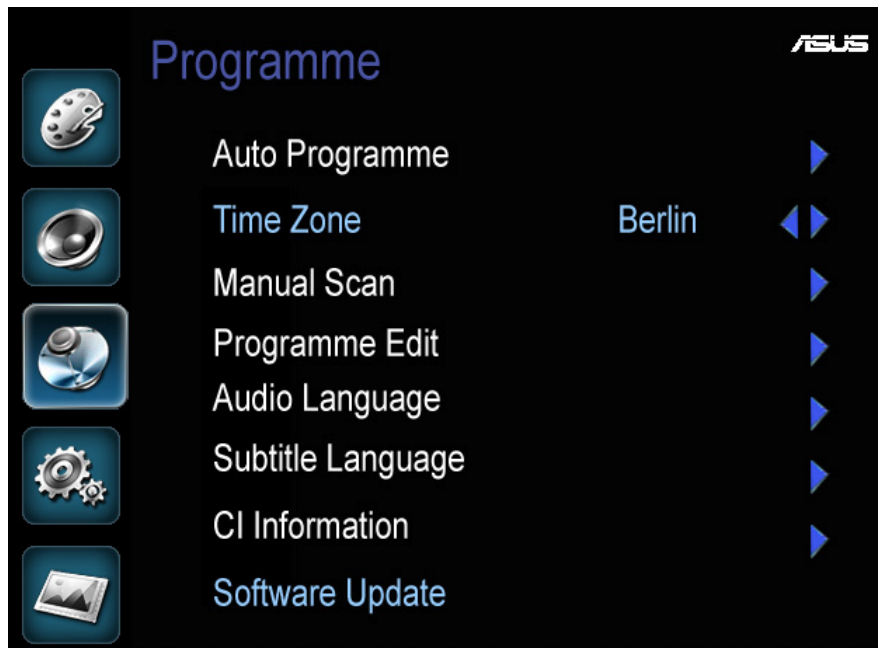 Programme
ASUS
Auto Programme
Time Zone Berlin
Manual Scan
Programme Edit
Audio Language
Subtitle Language
CI Information
Software Update